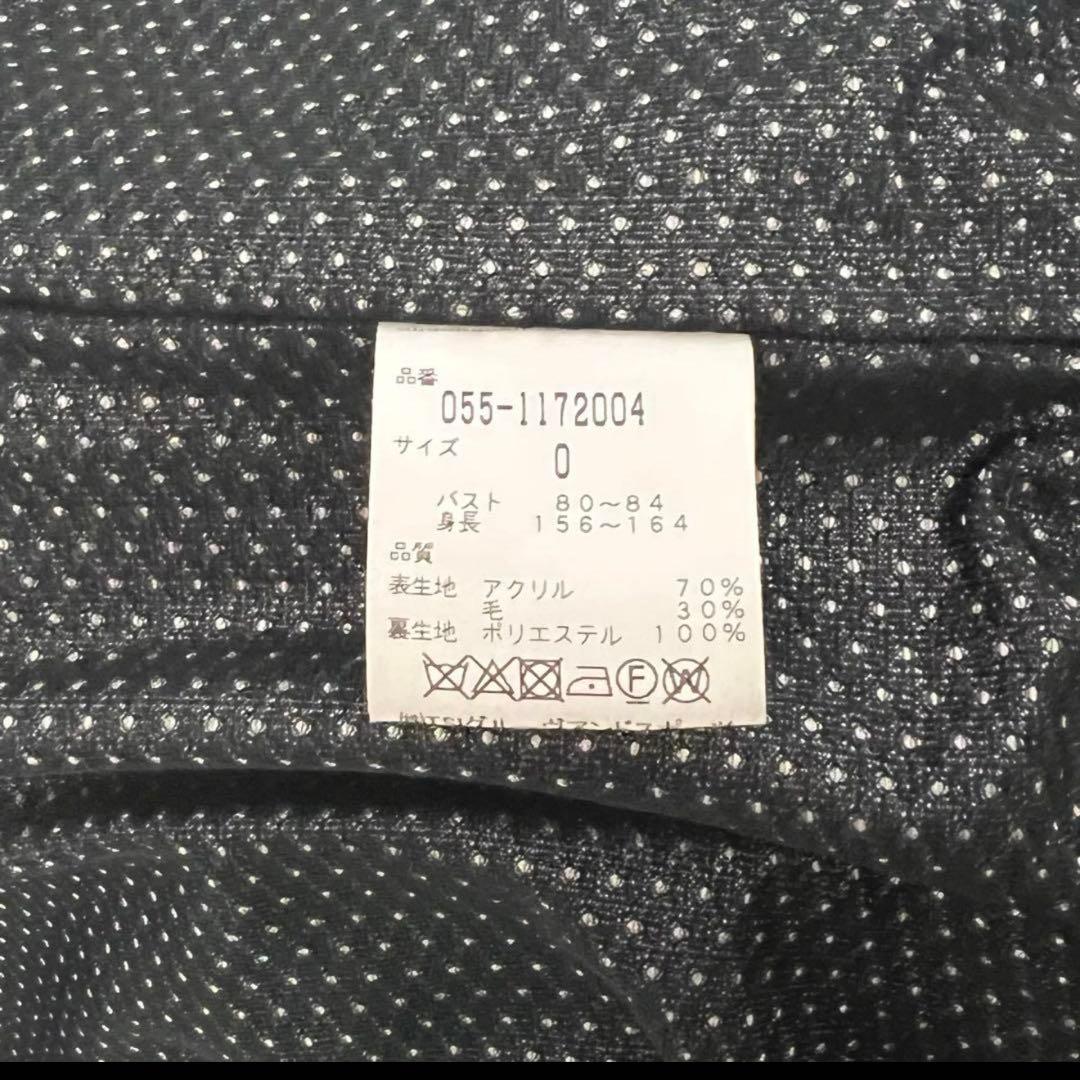 品番
055-1172004
サイズ
0
バスト 80～84
身長 156～164
品質
表生地 アクリル 70%
毛 30%
裏生地 ポリエステル 100%
F W